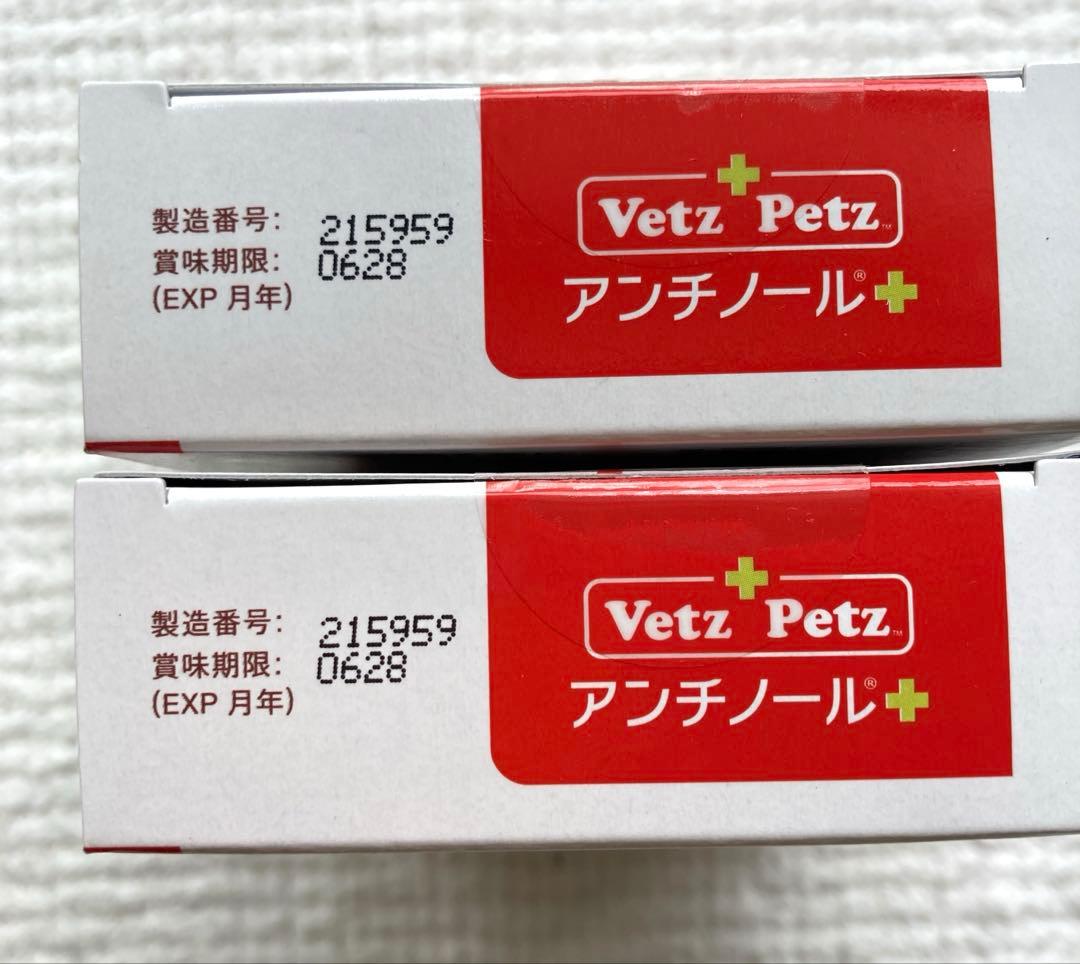 製造番号: 215959
賞味期限: 0628
(EXP 月年)
Vetz Petz™
アンチノール®+
製造番号: 215959
賞味期限: 0628
(EXP 月年)
Vetz Petz™
アンチノール®+